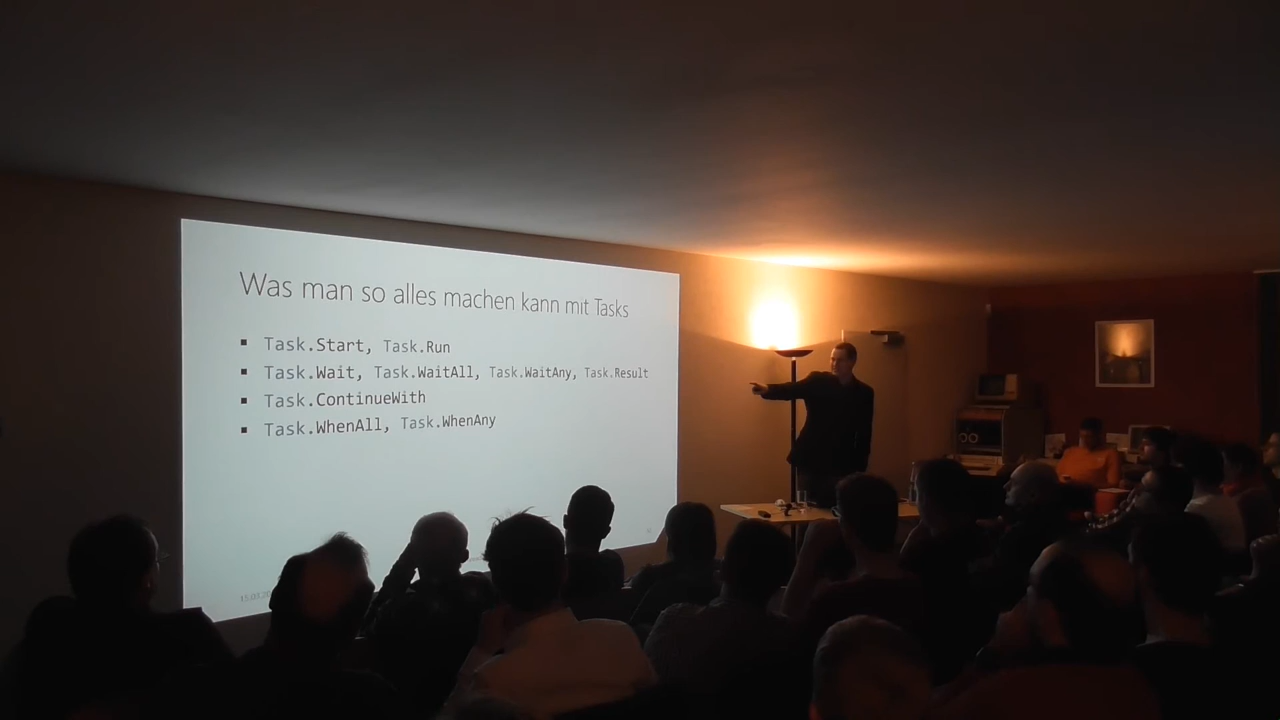 Was man so alles machen kann mit Tasks
▪ Task.Start, Task.Run
▪ Task.Wait, Task.WaitAll, Task.WaitAny, Task.Result
▪ Task.ContinueWith
▪ Task.WhenAll, Task.WhenAny